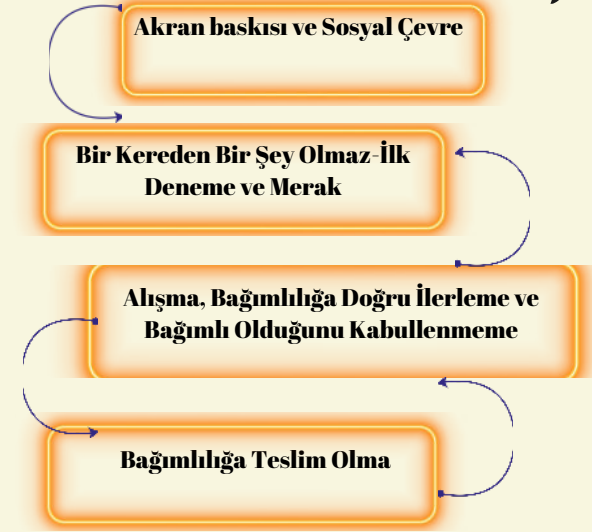 Akran baskısı ve Sosyal Çevre
Bir Kereden Bir Şey Olmaz-İlk
Deneme ve Merak
Alışma, Bağımlılığa Doğru İlerleme ve
Bağımlı Olduğunu Kabullenmeme
Bağımlılığa Teslim Olma